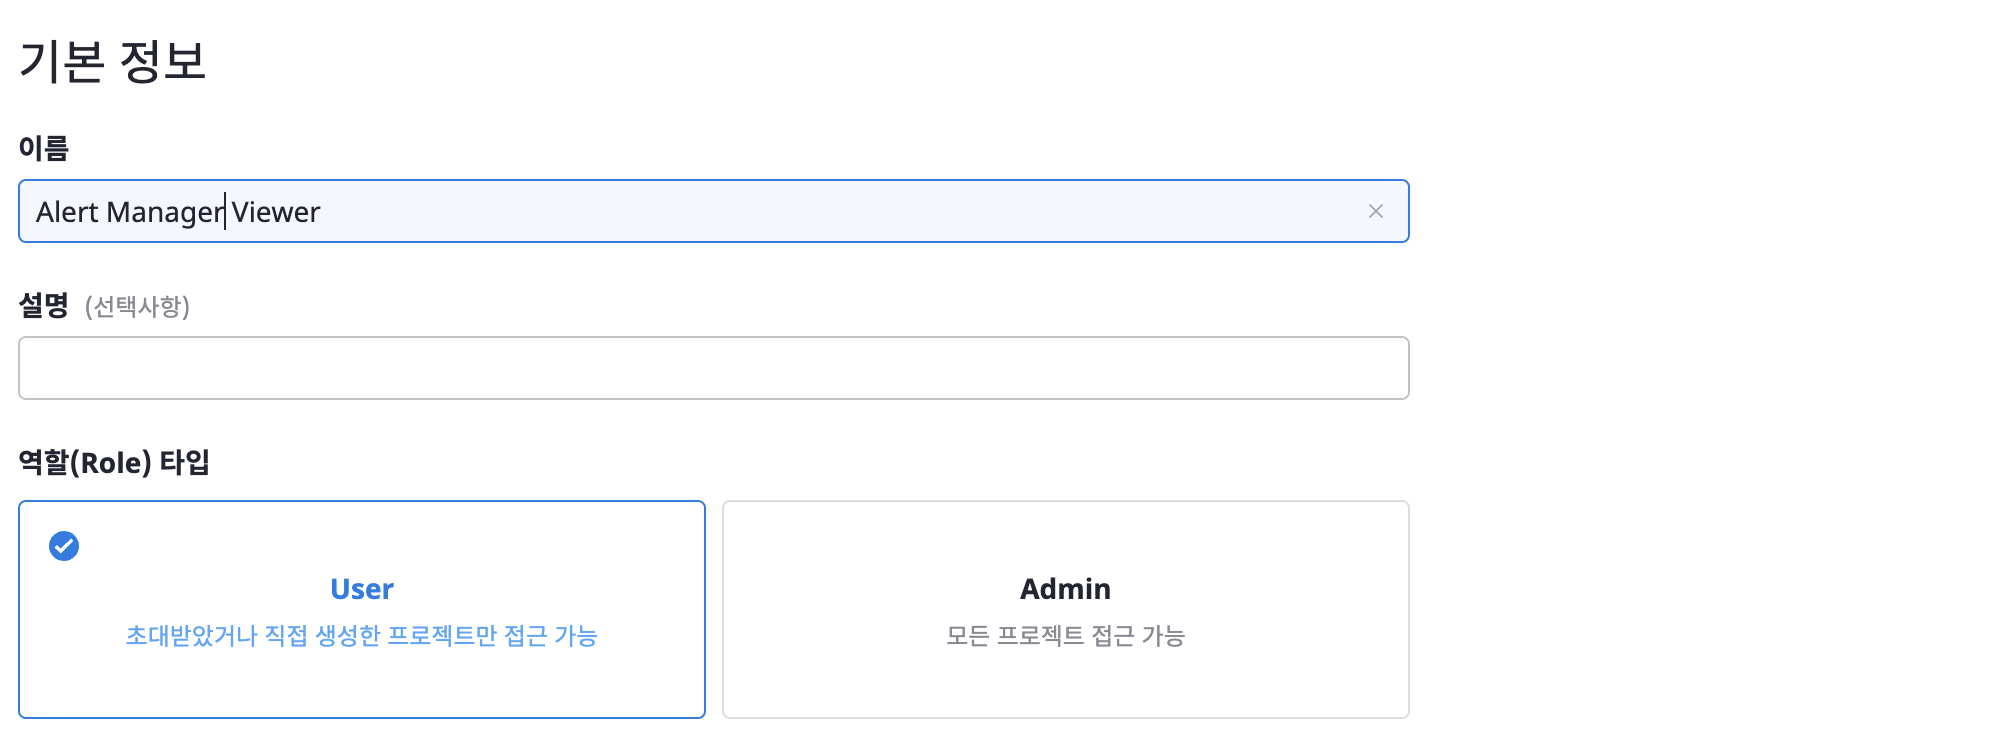 기본 정보
이름
Alert Manager Viewer
설명 (선택사항)
역할(Role) 타입
User
초대받았거나 직접 생성한 프로젝트만 접근 가능
Admin
모든 프로젝트 접근 가능